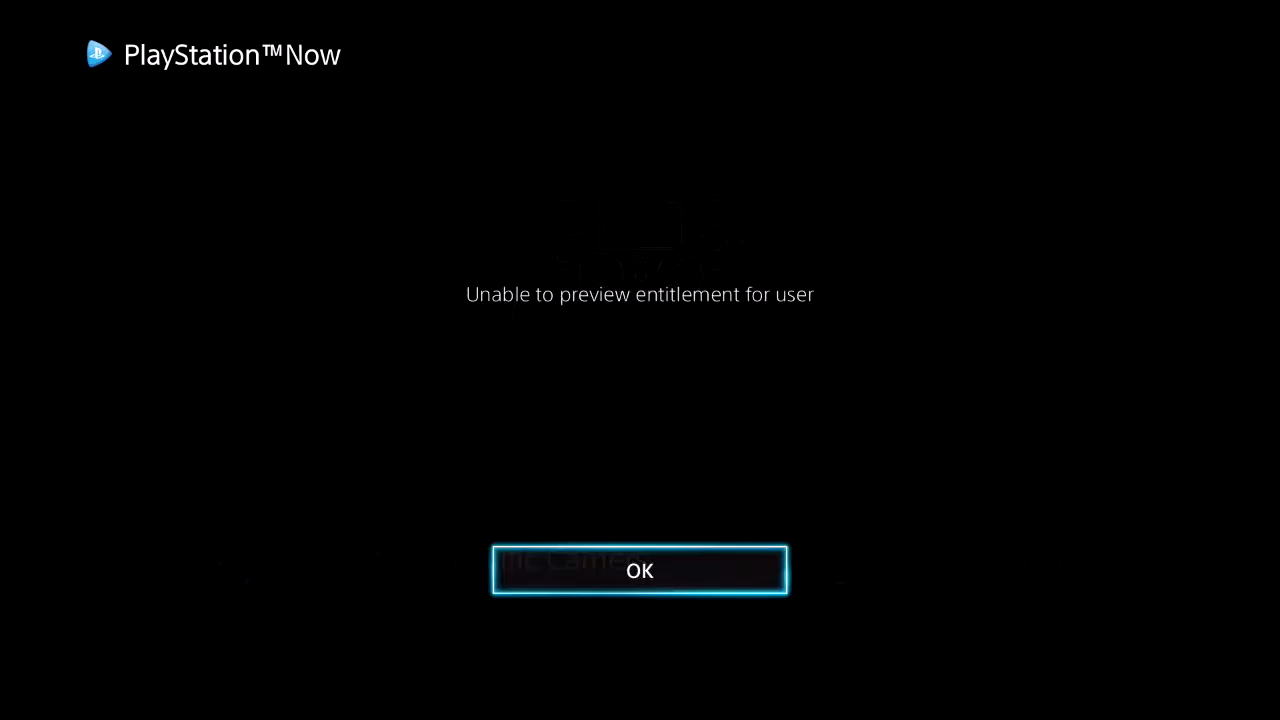 PlayStation™Now
Unable to preview entitlement for user
OK